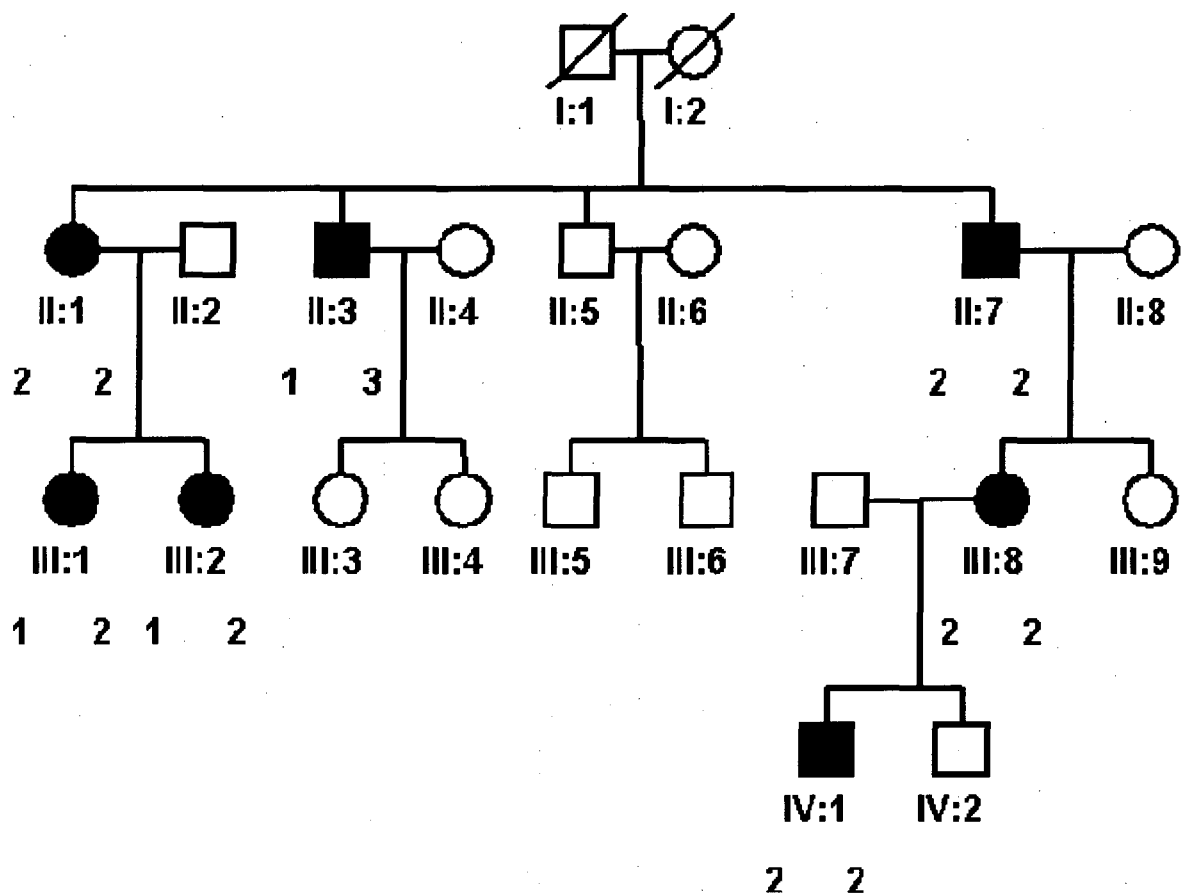 I:1 I:2
II:1 II:2 II:3 II:4 II:5 II:6 II:7 II:8
2 2 1 3 2 2
III:1 III:2 III:3 III:4 III:5 III:6 III:7 III:8 III:9
1 2 1 2 2 2
IV:1 IV:2
2 2